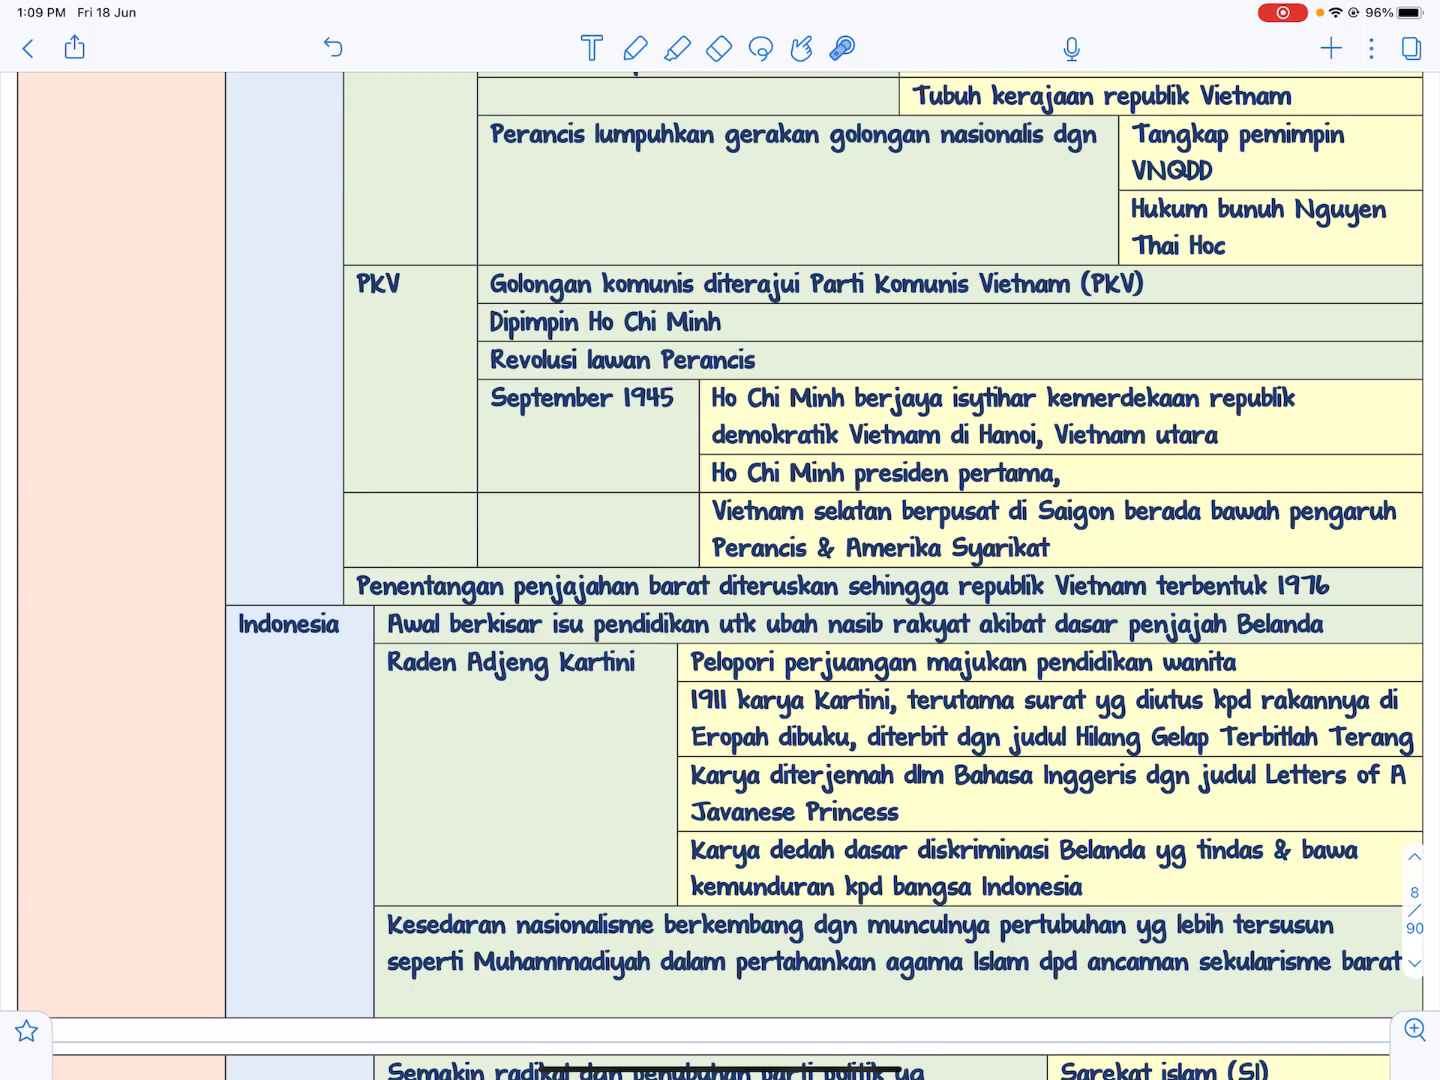 1:09 PM Fri 18 Jun
96%
Tubuh kerajaan republik Vietnam
Perancis lumpuhkan gerakan golongan nasionalis dgn
Tangkap pemimpin
VNQDD
Hukum bunuh Nguyen
Thai Hoc
PKV
Golongan komunis diterajui Parti Komunis Vietnam (PKV)
Dipimpin Ho Chi Minh
Revolusi lawan Perancis
September 1945
Ho Chi Minh berjaya isytihar kemerdekaan republik
demokratik Vietnam di Hanoi, Vietnam utara
Ho Chi Minh presiden pertama,
Vietnam selatan berpusat di Saigon berada bawah pengaruh
Perancis & Amerika Syarikat
Penentangan penjajahan barat diteruskan sehingga republik Vietnam terbentuk 1976
Indonesia
Awal berkisar isu pendidikan utk ubah nasib rakyat akibat dasar penjajah Belanda
Raden Adjeng Kartini
Pelopori perjuangan majukan pendidikan wanita
1911 karya Kartini, terutama surat yg diutus kpd rakannya di
Eropah dibuku, diterbit dgn judul Hilang Gelap Terbitlah Terang
Karya diterjemah dlm Bahasa Inggeris dgn judul Letters of A
Javanese Princess
Karya dedah dasar diskriminasi Belanda yg tindas & bawa
kemunduran kpd bangsa Indonesia
8
/
90
Kesedaran nasionalisme berkembang dgn munculnya pertubuhan yg lebih tersusun
seperti Muhammadiyah dalam pertahankan agama Islam dpd ancaman sekularisme barat
Semakin radikal dgn penubuhan parti politik yg
Sarekat islam (SI)